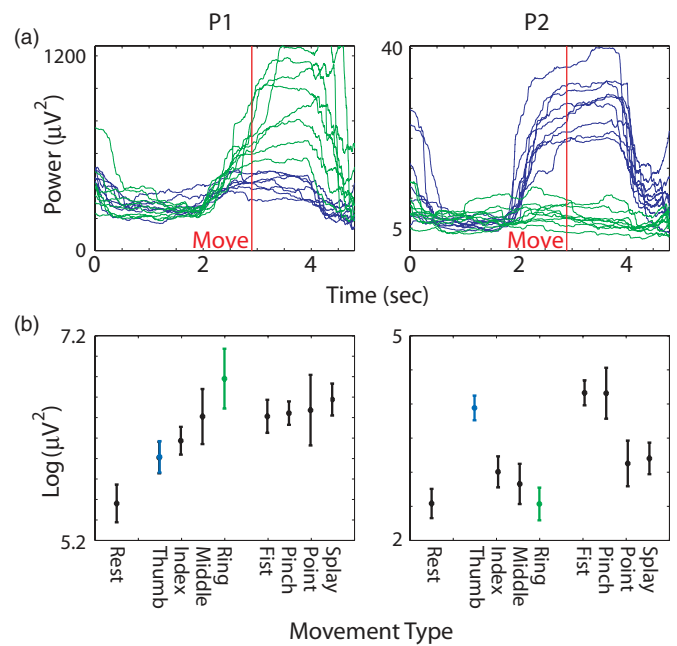 P1
P2
(a)
1200
40
Power (μV²)
0
5
Move
Move
0
2
4
0
2
4
Time (sec)
(b)
7.2
5
Log(μV²)
5.2
2
Rest
Thumb
Index
Middle
Ring
Fist
Pinch
Point
Splay
Rest
Thumb
Index
Middle
Ring
Fist
Pinch
Point
Splay
Movement Type